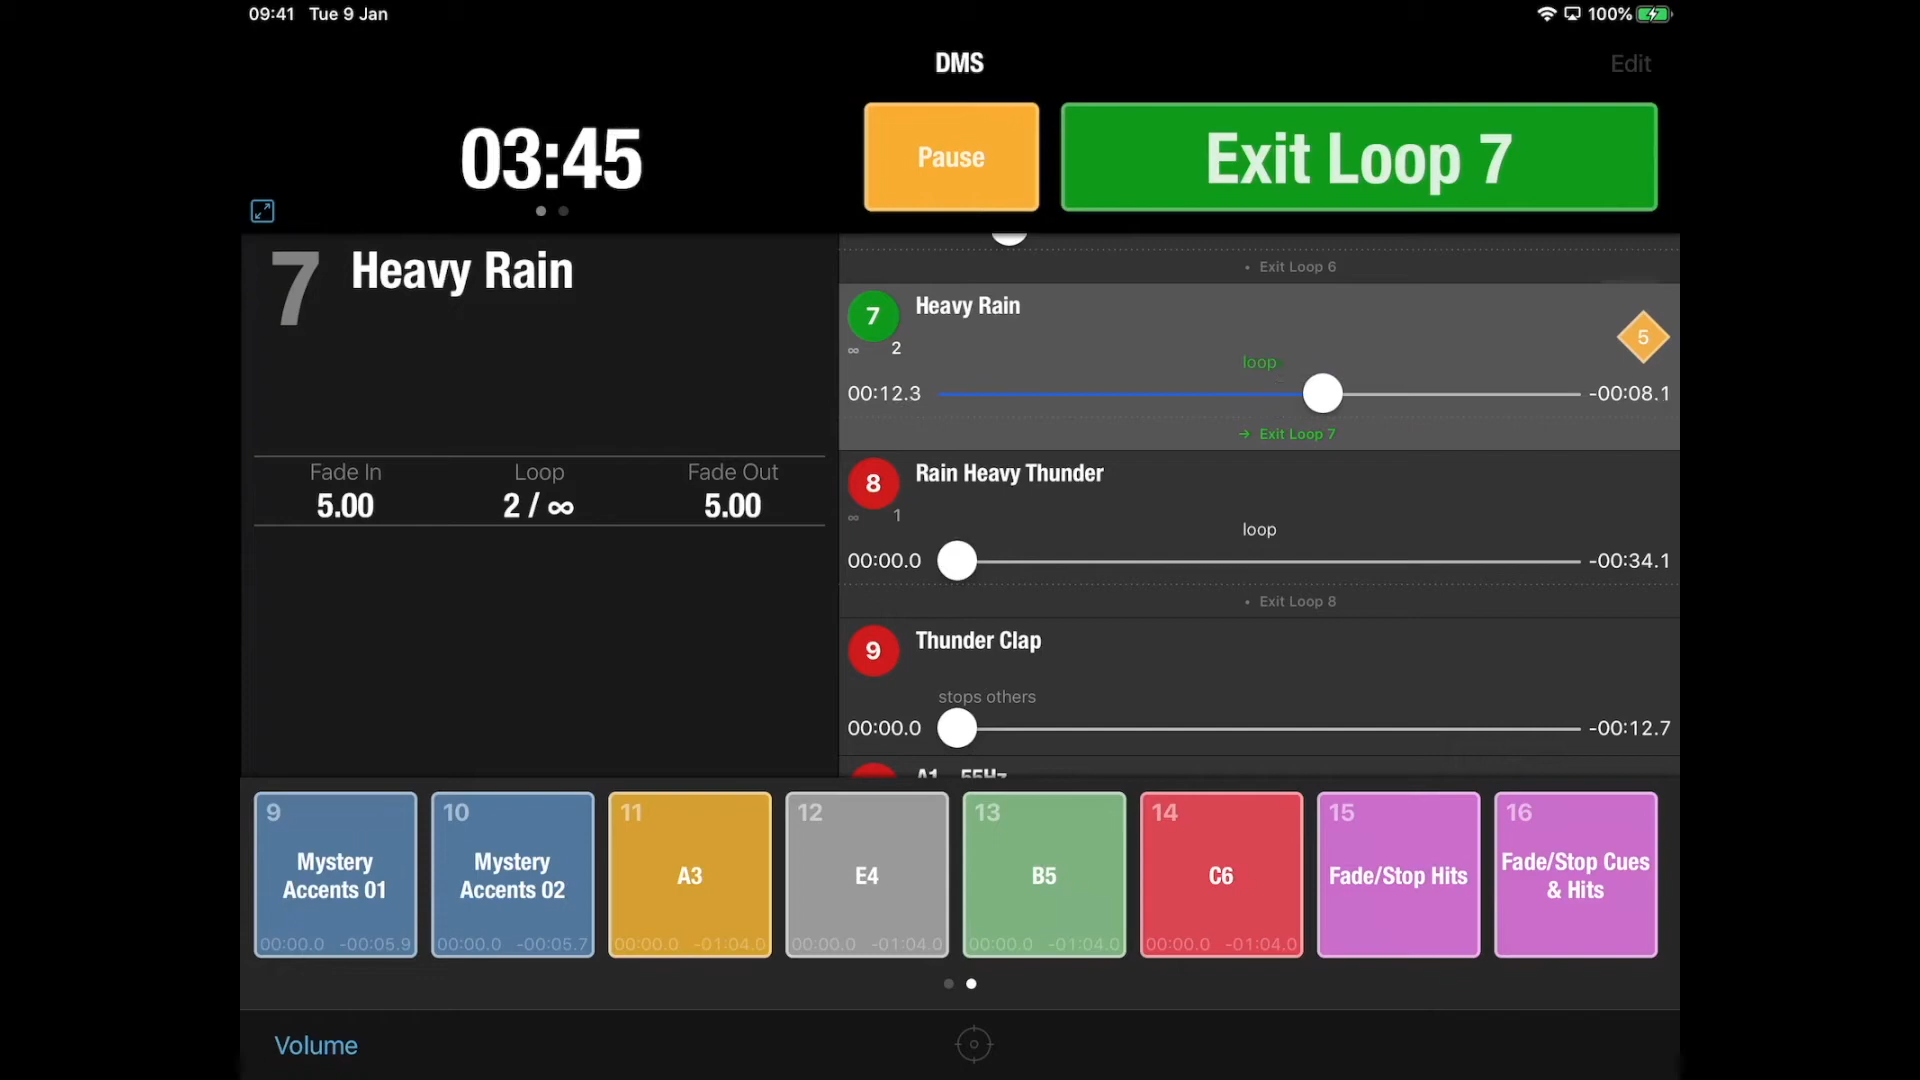 09:41 Tue 9 Jan
100%
DMS
Edit
03:45
Pause
Exit Loop 7
7
Heavy Rain
Fade In
Loop
Fade Out
5.00
2 / ∞
5.00
• Exit Loop 6
7
Heavy Rain
∞ 2
5
loop
00:12.3
-00:08.1
→ Exit Loop 7
8
Rain Heavy Thunder
∞ 1
loop
00:00.0
-00:34.1
• Exit Loop 8
9
Thunder Clap
stops others
00:00.0
-00:12.7
A1
55Hz
9
Mystery
Accents 01
00:00.0 -00:05.9
10
Mystery
Accents 02
00:00.0 -00:05.7
11
A3
00:00.0 -01:04.0
12
E4
00:00.0 -01:04.0
13
B5
00:00.0 -01:04.0
14
C6
00:00.0 -01:04.0
15
Fade/Stop Hits
16
Fade/Stop Cues
& Hits
Volume